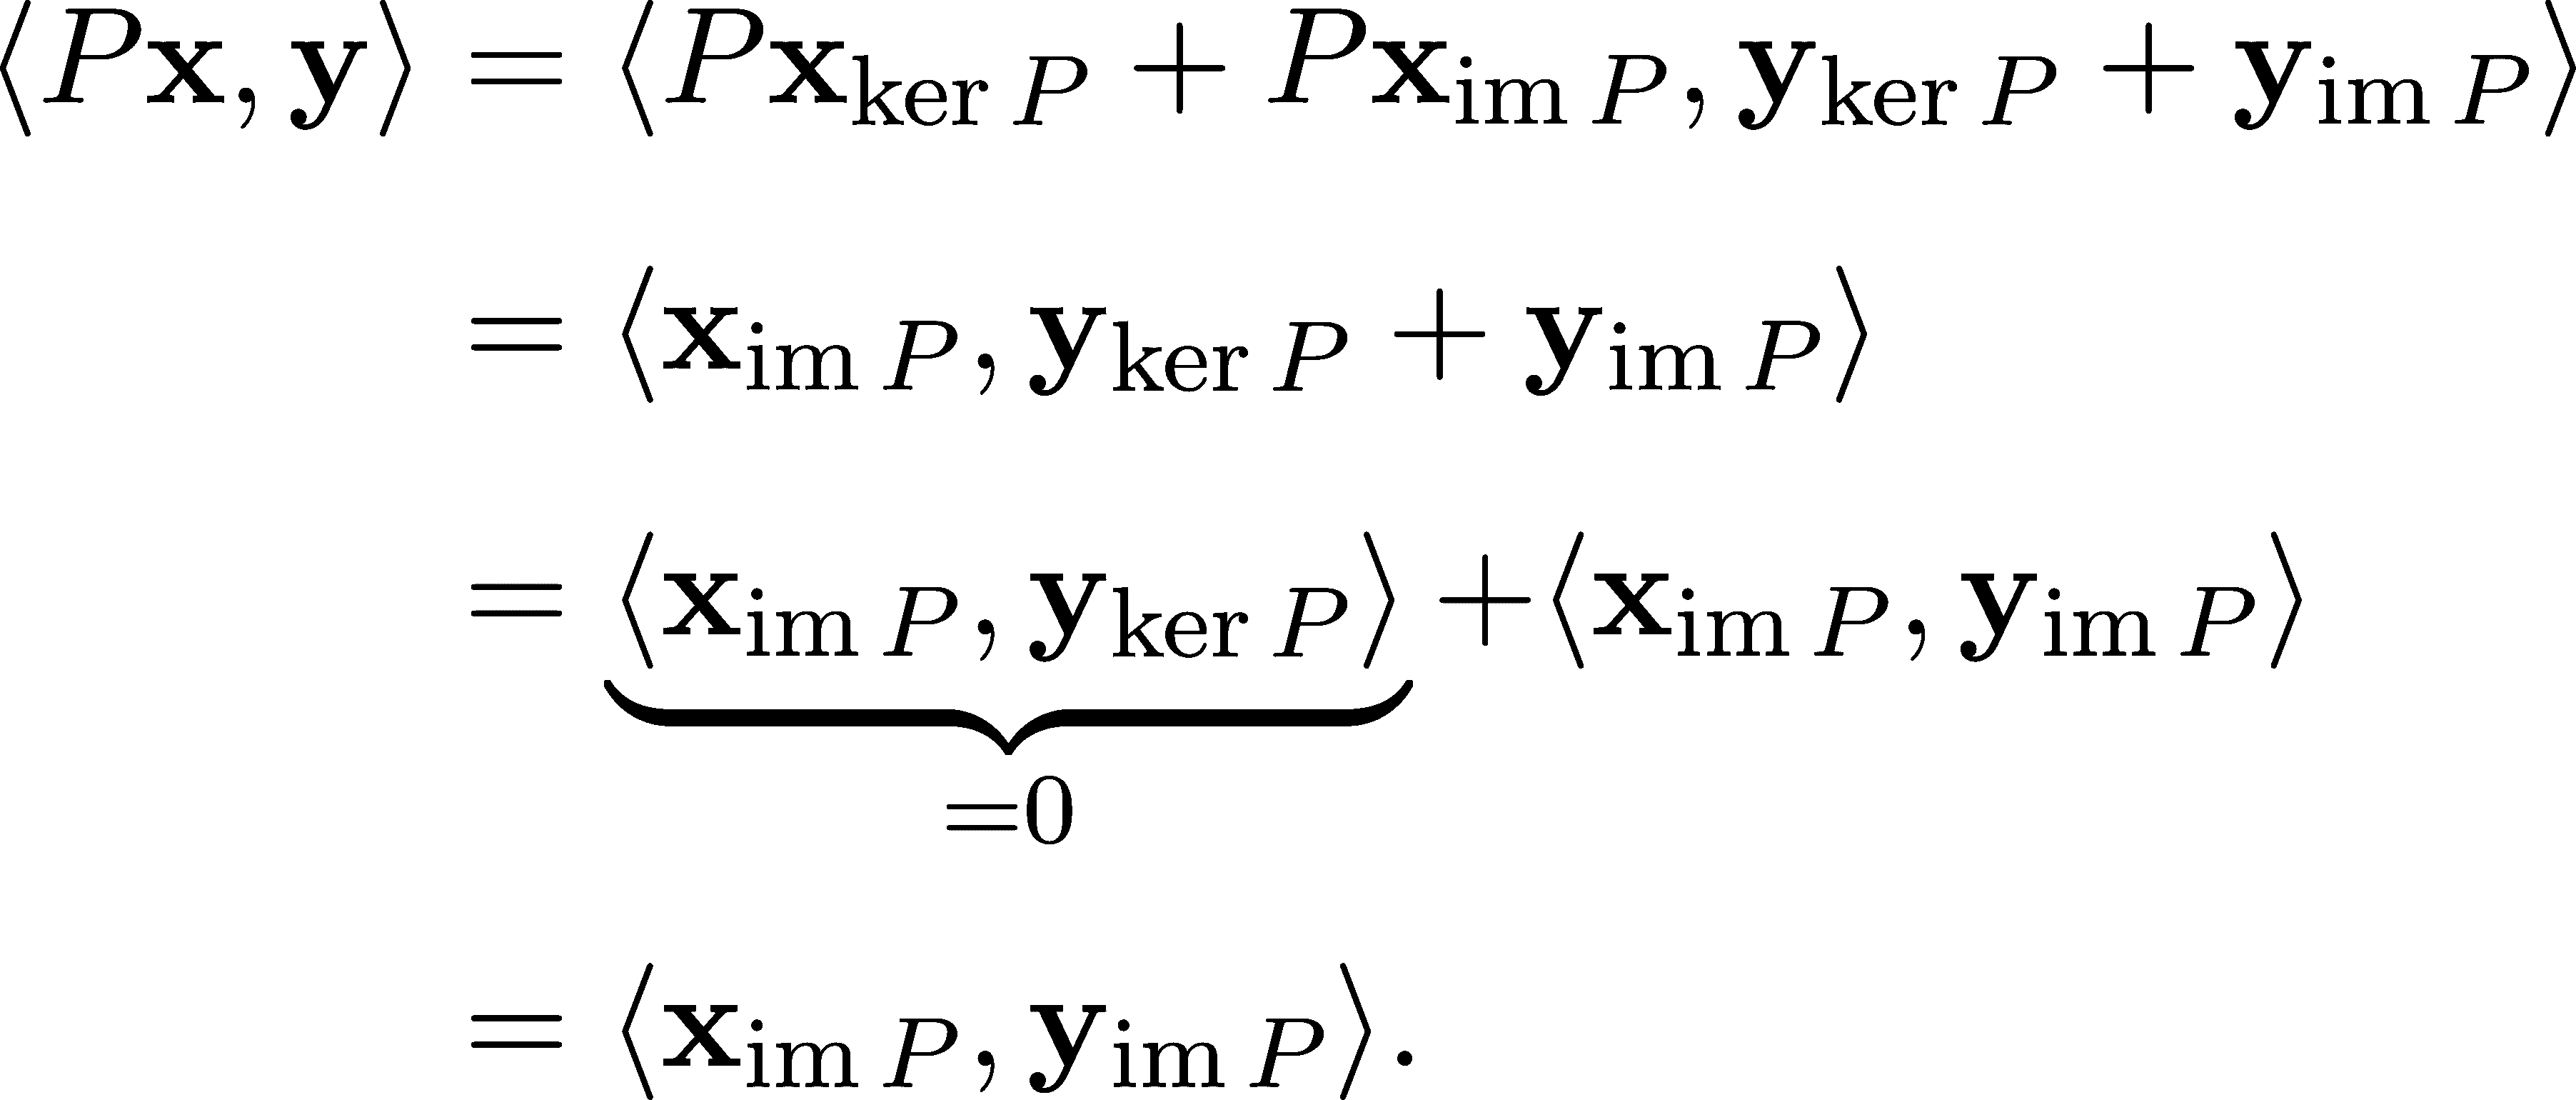 ⟨P𝐱, 𝐲⟩ = ⟨P𝐱_{ker P} + P𝐱_{im P}, 𝐲_{ker P} + 𝐲_{im P}⟩
= ⟨𝐱_{im P}, 𝐲_{ker P} + 𝐲_{im P}⟩
= ⟨𝐱_{im P}, 𝐲_{ker P}⟩ + ⟨𝐱_{im P}, 𝐲_{im P}⟩
=0
= ⟨𝐱_{im P}, 𝐲_{im P}⟩.